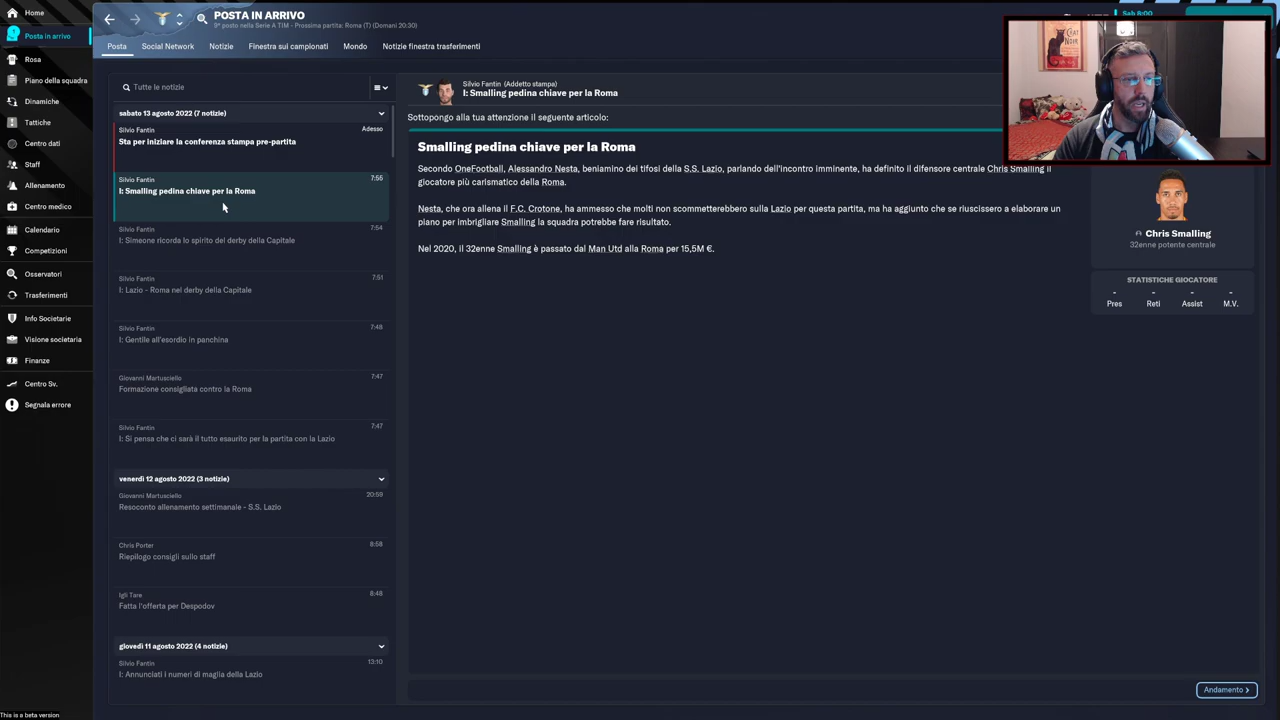 Home
Posta in arrivo
Rosa
Piano della squadra
Dinamiche
Tattiche
Centro dati
Staff
Allenamento
Centro medico
Calendario
Competizioni
Osservatori
Trasferimenti
Info Societarie
Visione societaria
Finanze
Centro Sv.
Segnala errore
This is a beta version
POSTA IN ARRIVO
9° posto nella Serie A TIM - Prossima partita: Roma (T) (Domani 20:30)
Sab 8:00
Posta Social Network Notizie Finestra sui campionati Mondo Notizie finestra trasferimenti
Tutte le notizie
sabato 13 agosto 2022 (7 notizie)
Silvio Fantin Adesso
Sta per iniziare la conferenza stampa pre-partita
Silvio Fantin 7:55
I: Smalling pedina chiave per la Roma
Silvio Fantin 7:54
I: Simeone ricorda lo spirito del derby della Capitale
Silvio Fantin 7:51
I: Lazio - Roma nel derby della Capitale
Silvio Fantin 7:48
I: Gentile all'esordio in panchina
Giovanni Martusciello 7:47
Formazione consigliata contro la Roma
Silvio Fantin 7:47
I: Si pensa che ci sarà il tutto esaurito per la partita con la Lazio
venerdì 12 agosto 2022 (3 notizie)
Giovanni Martusciello 20:59
Resoconto allenamento settimanale - S.S. Lazio
Chris Porter 8:58
Riepilogo consigli sullo staff
Igli Tare 8:48
Fatta l'offerta per Despodov
giovedì 11 agosto 2022 (4 notizie)
Silvio Fantin 13:10
I: Annunciati i numeri di maglia della Lazio
Silvio Fantin (Addetto stampa)
I: Smalling pedina chiave per la Roma
Sottopongo alla tua attenzione il seguente articolo:
Smalling pedina chiave per la Roma
Secondo OneFootball, Alessandro Nesta, beniamino dei tifosi della S.S. Lazio, parlando dell'incontro imminente, ha definito il difensore centrale Chris Smalling il
giocatore più carismatico della Roma.
Nesta, che ora allena il F.C. Crotone, ha ammesso che molti non scommetterebbero sulla Lazio per questa partita, ma ha aggiunto che se riuscissero a elaborare un
piano per imbrigliare Smalling la squadra potrebbe fare risultato.
Nel 2020, il 32enne Smalling è passato dal Man Utd alla Roma per 15,5M €.
CHAT
NOIR
Chris Smalling
32enne potente centrale
STATISTICHE GIOCATORE
- - - -
Pres Reti Assist M.V.
Andamento